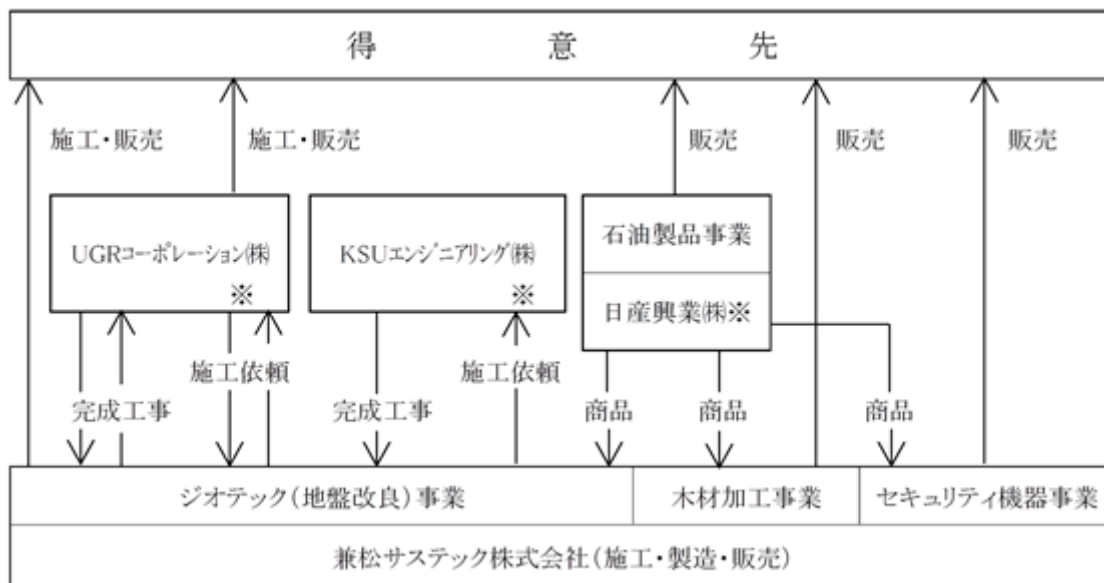 得意先
施工・販売
施工・販売
販売
販売
販売
UGRコーポレーション㈱
※
KSUエンジニアリング㈱
※
石油製品事業
日産興業㈱※
完成工事
施工依頼
完成工事
施工依頼
商品
商品
商品
ジオテック(地盤改良)事業
木材加工事業
セキュリティ機器事業
兼松サステック株式会社(施工・製造・販売)